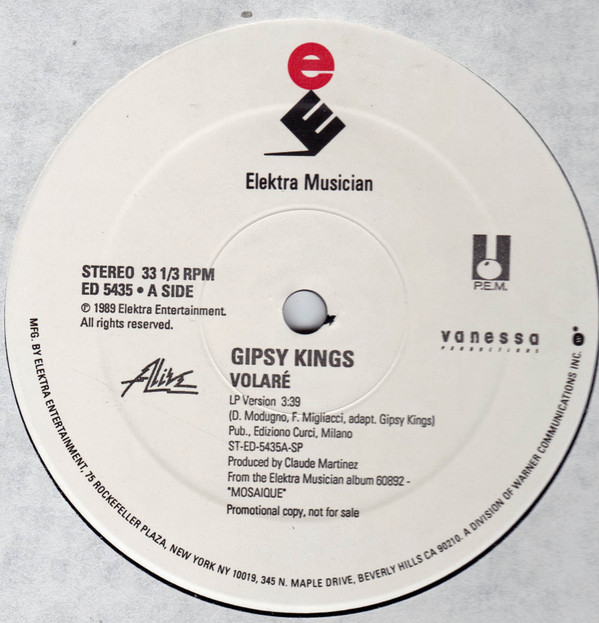 e
E
Elektra Musician
STEREO 33 1/3 RPM
ED 5435 • A SIDE
℗ 1989 Elektra Entertainment.
All rights reserved.
P.E.M.
vanessa
PRODUCTIONS
Alive
GIPSY KINGS
VOLARÉ
LP Version 3:39
(D. Modugno, F. Migliacci, adapt. Gipsy Kings)
Pub., Ediziono Curci, Milano
ST-ED-5435A-SP
Produced by Claude Martinez
From the Elektra Musician album 60892 -
"MOSAIQUE"
Promotional copy, not for sale
MFG. BY ELEKTRA ENTERTAINMENT, 75 ROCKEFELLER PLAZA, NEW YORK NY 10019, 345 N. MAPLE DRIVE, BEVERLY HILLS CA 90210. A DIVISION OF WARNER COMMUNICATIONS INC.